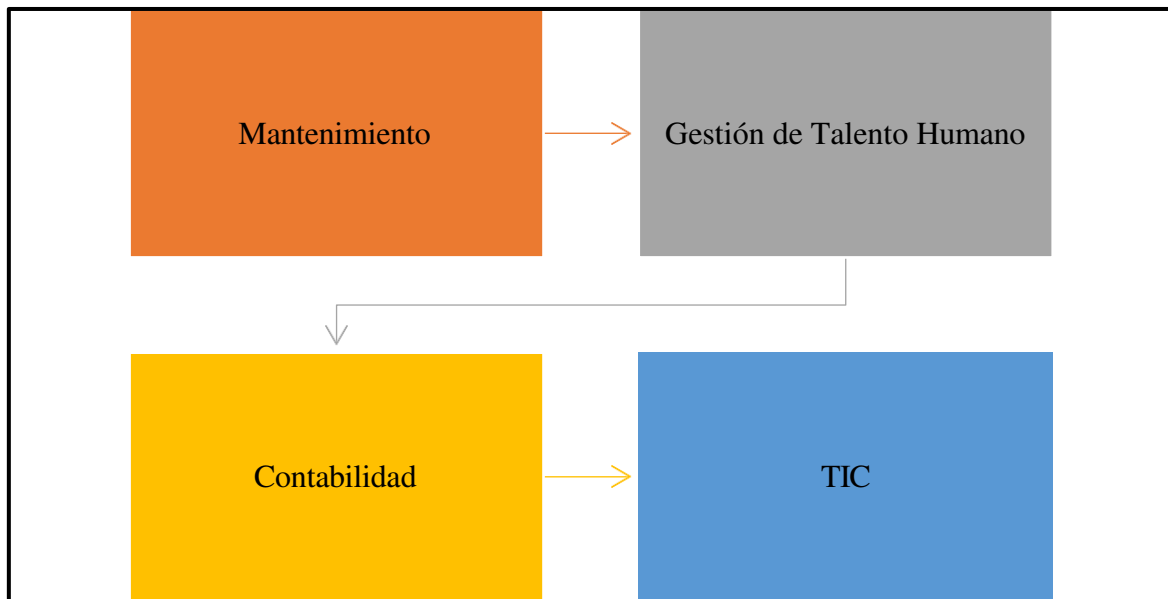 Mantenimiento
Gestión de Talento Humano
Contabilidad
TIC